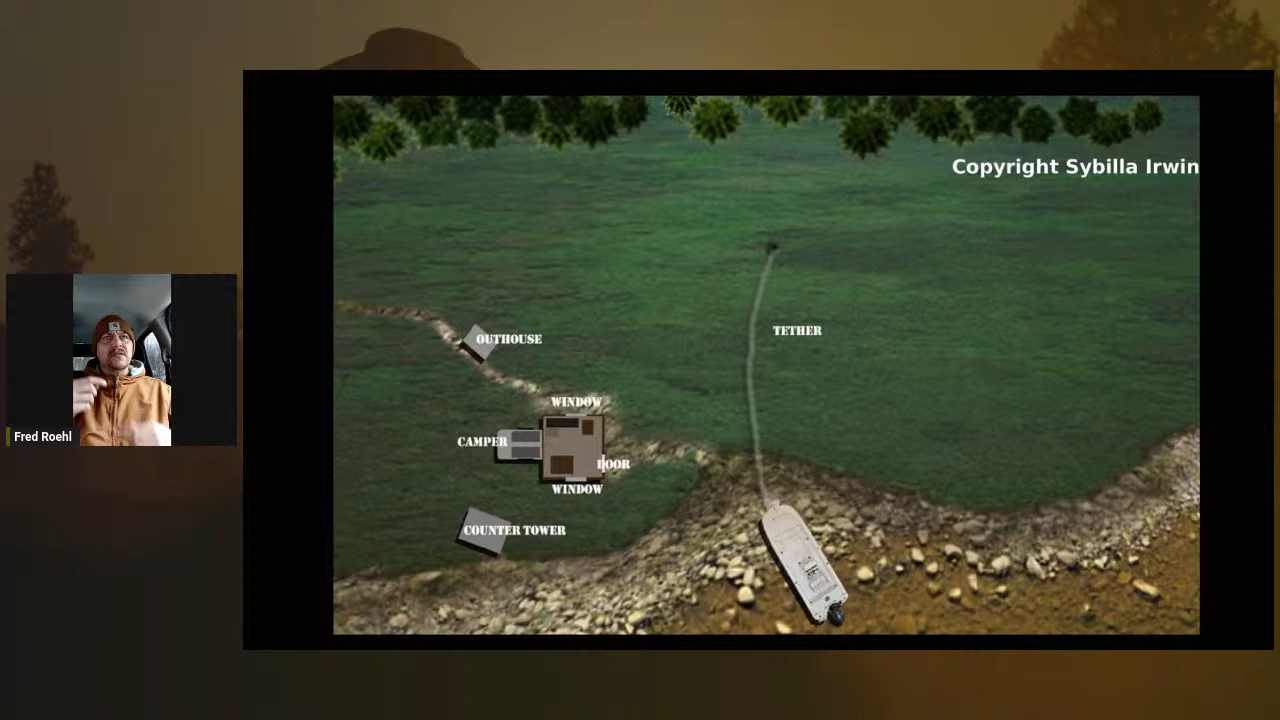 Copyright Sybilla Irwin
TETHER
OUTHOUSE
WINDOW
CAMPER
DOOR
WINDOW
COUNTER TOWER
Fred Roehl